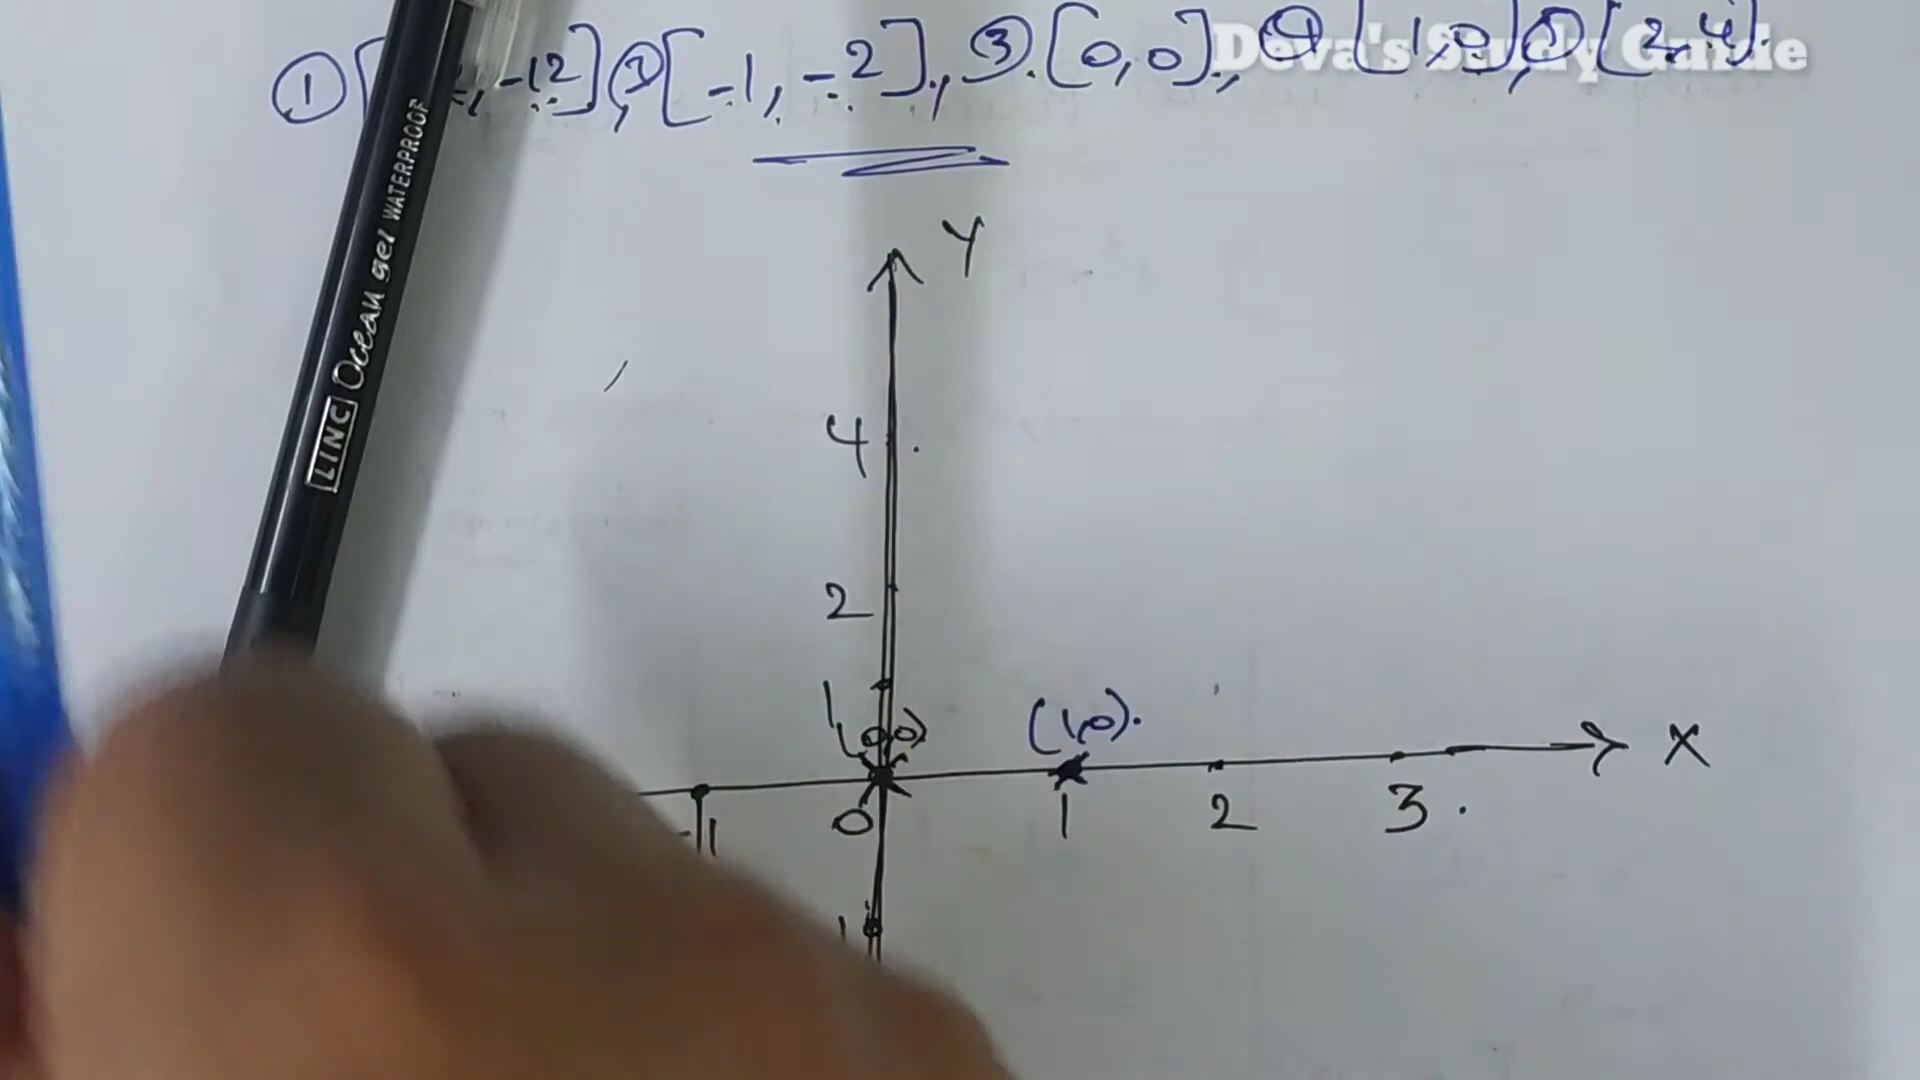 ① [ , -12], ② [-1, -2], ③ [0,0], ④ [1,0], ⑤ [2,4].
Deva's Study Guide
WATERPROOF
Ocean gel
LINC
Y
4
2
1
(0,0)
(1,0).
X
-1
0
1
2
3.